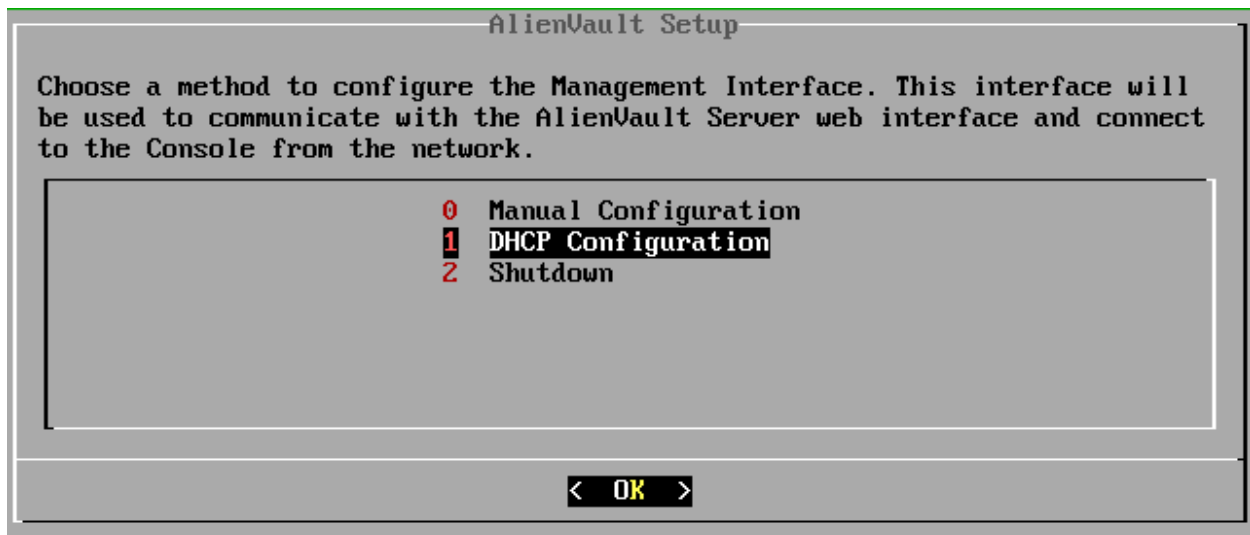 AlienVault Setup
Choose a method to configure the Management Interface. This interface will
be used to communicate with the AlienVault Server web interface and connect
to the Console from the network.
0 Manual Configuration
1 DHCP Configuration
2 Shutdown
< OK >